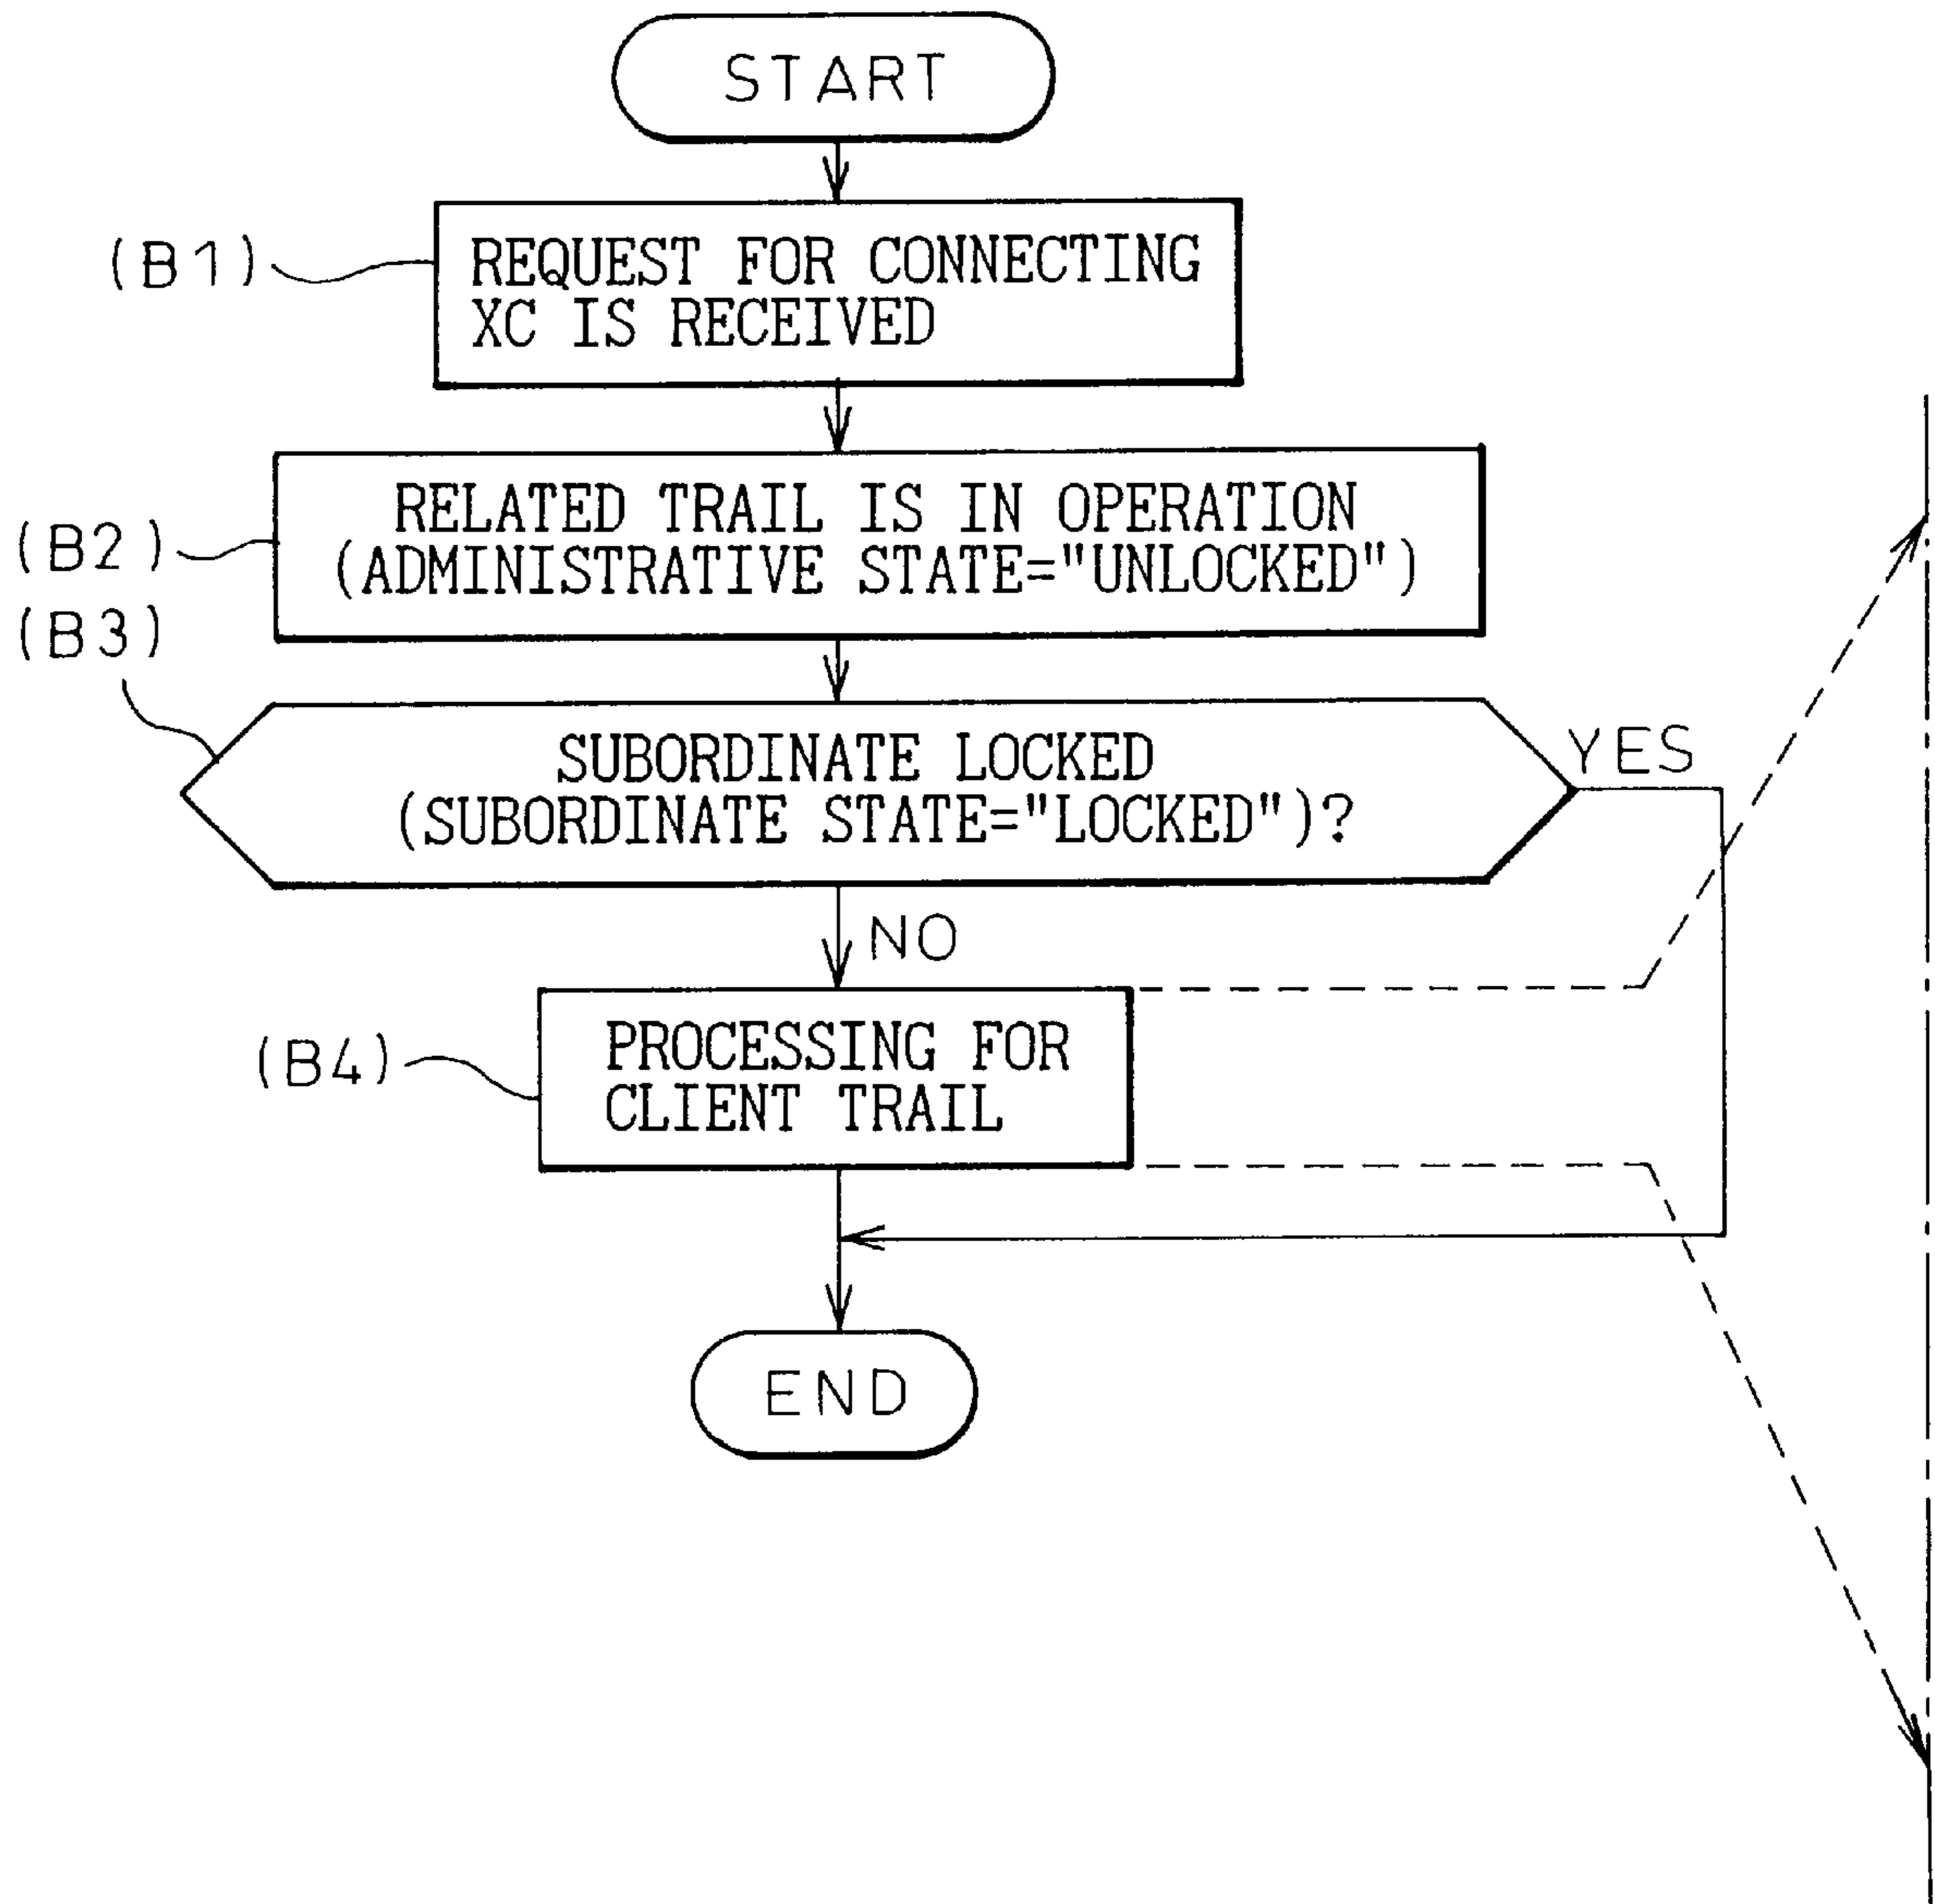 START
(B1)
REQUEST FOR CONNECTING
XC IS RECEIVED
(B2)
RELATED TRAIL IS IN OPERATION
(ADMINISTRATIVE STATE="UNLOCKED")
(B3)
SUBORDINATE LOCKED
(SUBORDINATE STATE="LOCKED")?
YES
NO
(B4)
PROCESSING FOR
CLIENT TRAIL
END